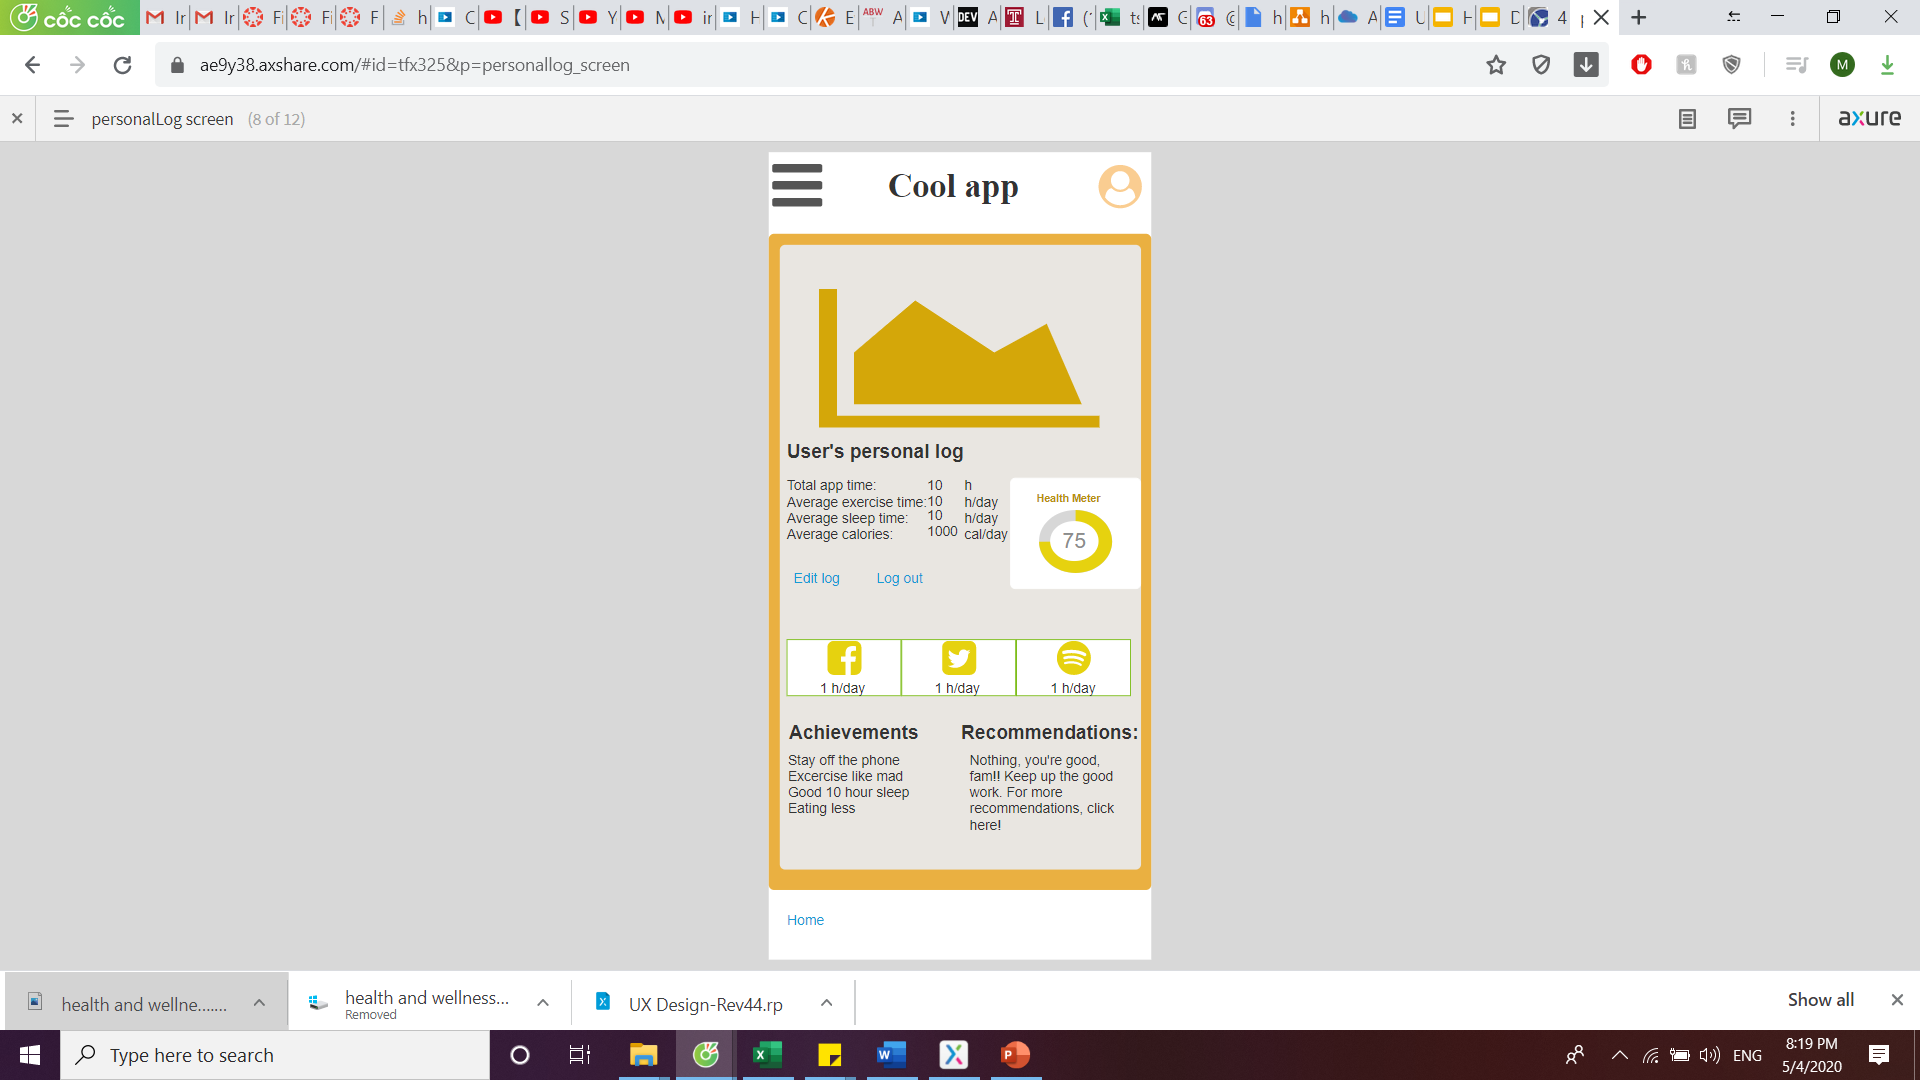 cốc cốc
ae9y38.axshare.com/#id=tfx325&p=personallog_screen
M
personalLog screen (8 of 12)
axure
Cool app
User's personal log
Total app time: 10 h
Average exercise time: 10 h/day
Average sleep time: 10 h/day
Average calories: 1000 cal/day
Health Meter
75
Edit log Log out
1 h/day 1 h/day 1 h/day
Achievements
Stay off the phone
Excercise like mad
Good 10 hour sleep
Eating less
Recommendations:
Nothing, you're good,
fam!! Keep up the good
work. For more
recommendations, click
here!
Home
health and wellne.......
health and wellness...
Removed
UX Design-Rev44.rp
Show all
Type here to search
ENG
8:19 PM
5/4/2020